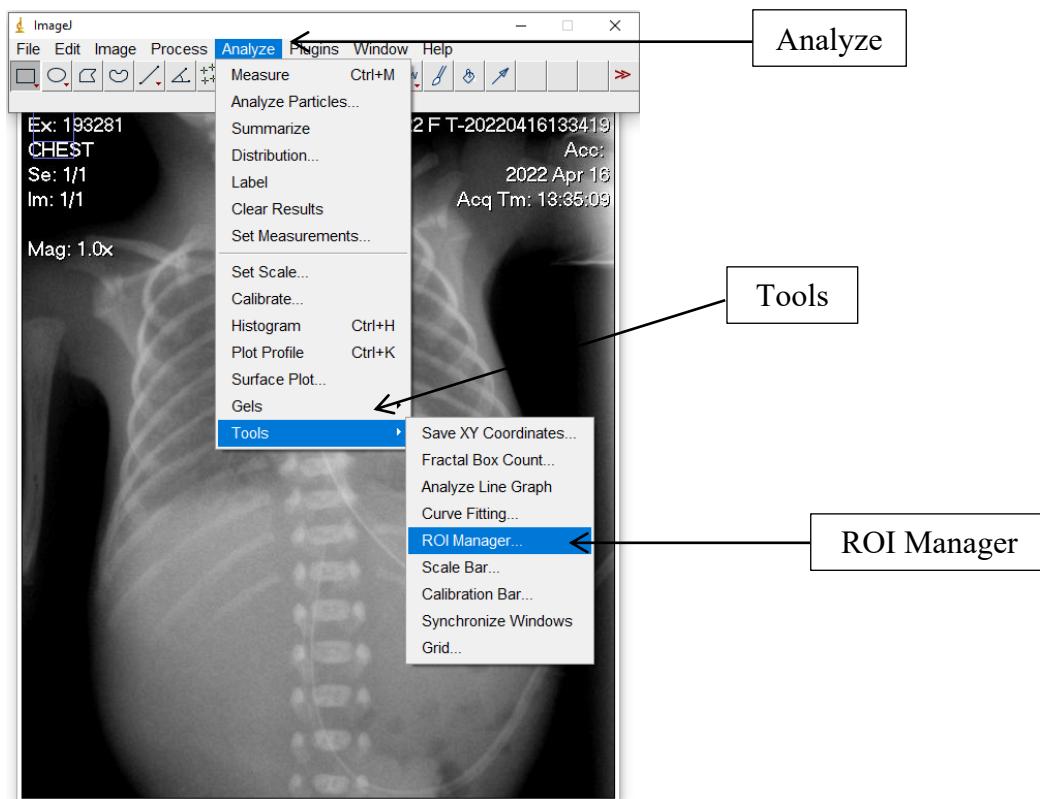 ImageJ
File Edit Image Process Analyze Plugins Window Help
Analyze
Measure Ctrl+M
Analyze Particles...
Summarize
Distribution...
Label
Clear Results
Set Measurements...
Set Scale...
Calibrate...
Histogram Ctrl+H
Plot Profile Ctrl+K
Surface Plot...
Gels
Tools
Save XY Coordinates...
Fractal Box Count...
Analyze Line Graph
Curve Fitting...
ROI Manager...
Scale Bar...
Calibration Bar...
Synchronize Windows
Grid...
Ex: 193281
CHEST
Se: 1/1
Im: 1/1
Mag: 1.0x
2 F T-20220416133419
Acc:
2022 Apr 16
Acq Tm: 13:35:09
Tools
ROI Manager